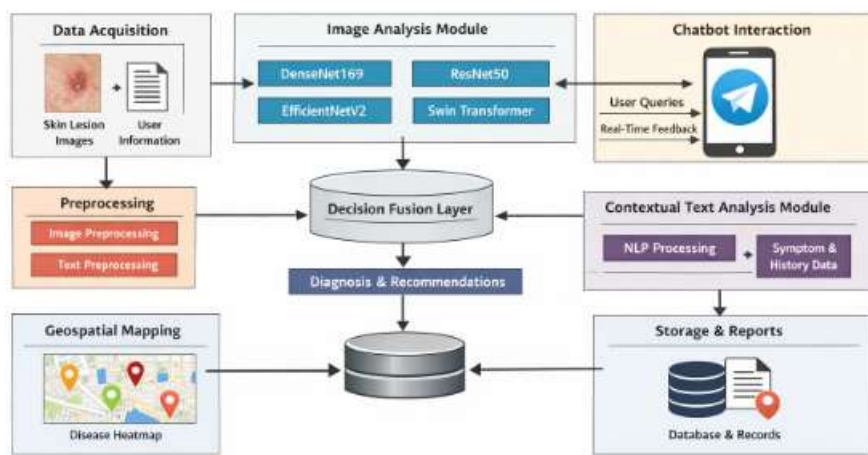 Data Acquisition
Skin Lesion
Images
User
Information
Image Analysis Module
DenseNet169
ResNet50
EfficientNetV2
Swin Transformer
Chatbot Interaction
User Queries
Real-Time Feedback
Preprocessing
Image Preprocessing
Text Preprocessing
Decision Fusion Layer
Contextual Text Analysis Module
NLP Processing
Symptom &
History Data
Diagnosis & Recommendations
Geospatial Mapping
Disease Heatmap
Storage & Reports
Database & Records